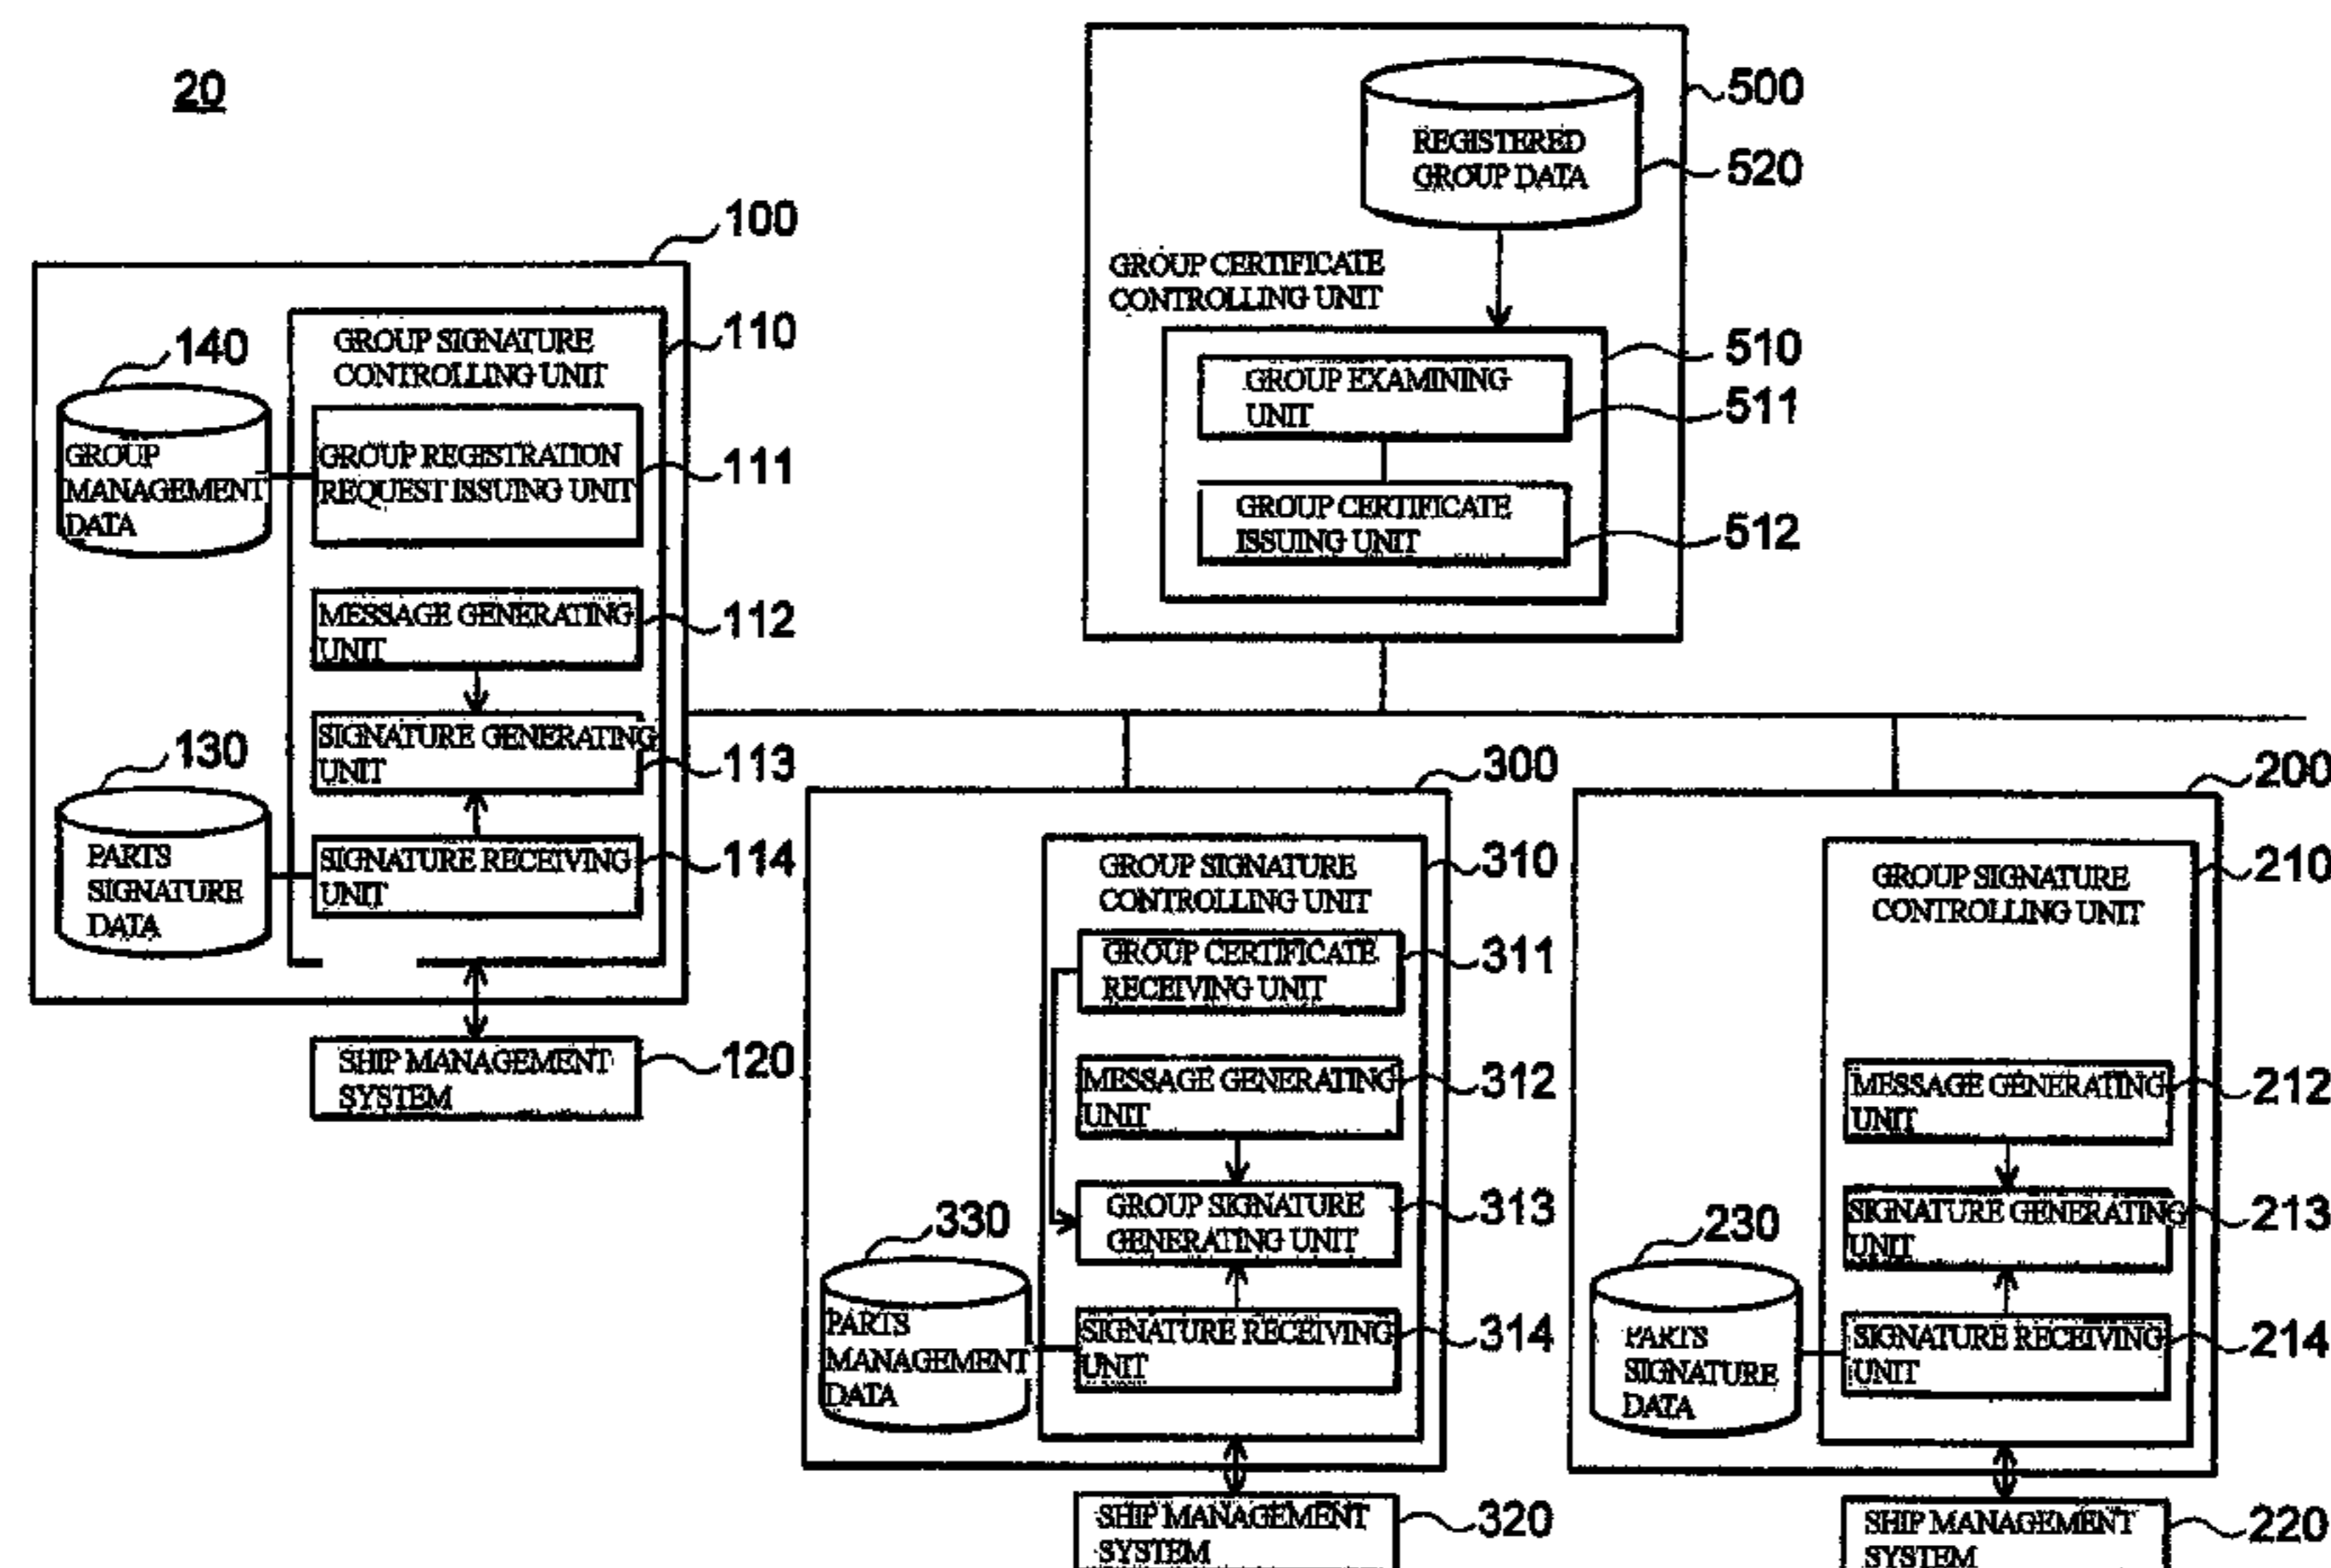 20
500
REGISTERED
GROUP DATA
520
GROUP CERTIFICATE
CONTROLLING UNIT
510
GROUP EXAMINING
UNIT
511
GROUP CERTIFICATE
ISSUING UNIT
512
100
GROUP SIGNATURE
CONTROLLING UNIT
110
140
GROUP
MANAGEMENT
DATA
GROUP REGISTRATION
REQUEST ISSUING UNIT
111
MESSAGE GENERATING
UNIT
112
SIGNATURE GENERATING
UNIT
113
130
PARTS
SIGNATURE
DATA
SIGNATURE RECEIVING
UNIT
114
SHIP MANAGEMENT
SYSTEM
120
300
GROUP SIGNATURE
CONTROLLING UNIT
310
GROUP CERTIFICATE
RECEIVING UNIT
311
MESSAGE GENERATING
UNIT
312
GROUP SIGNATURE
GENERATING UNIT
313
330
PARTS
MANAGEMENT
DATA
SIGNATURE RECEIVING
UNIT
314
SHIP MANAGEMENT
SYSTEM
320
200
GROUP SIGNATURE
CONTROLLING UNIT
210
MESSAGE GENERATING
UNIT
212
SIGNATURE GENERATING
UNIT
213
230
PARTS
SIGNATURE
DATA
SIGNATURE RECEIVING
UNIT
214
SHIP MANAGEMENT
SYSTEM
220